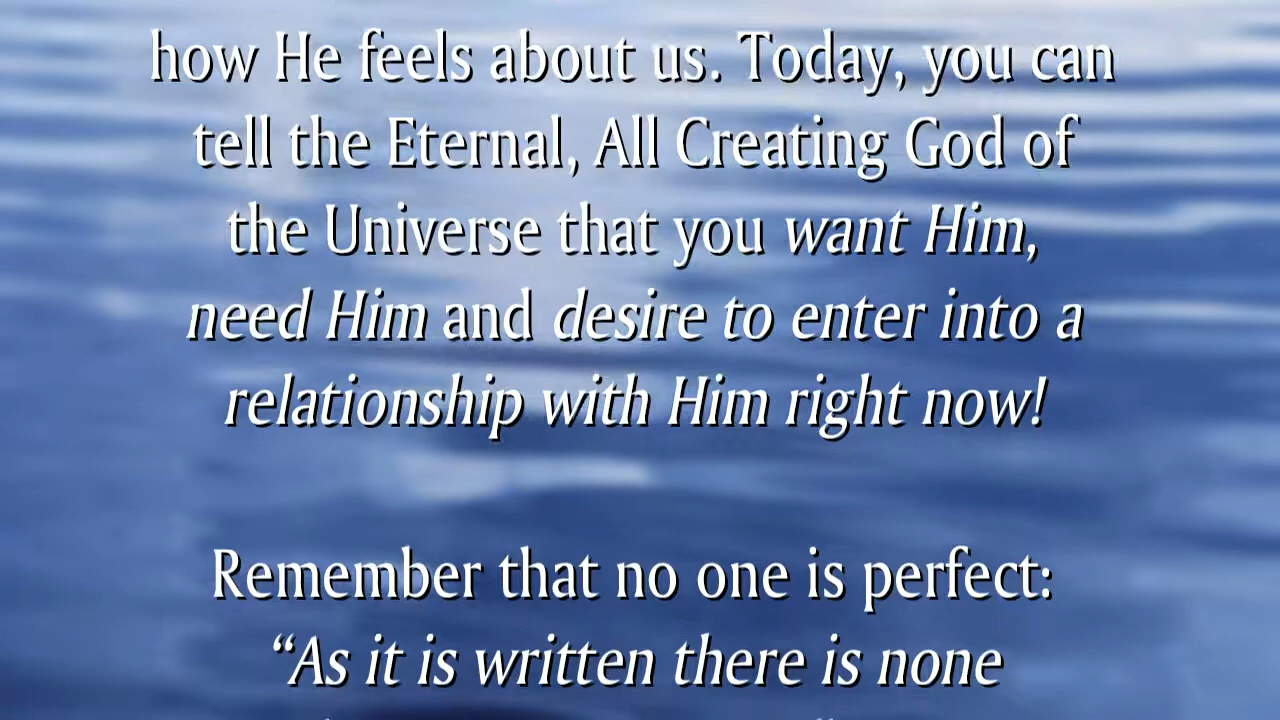 how He feels about us. Today, you can
tell the Eternal, All Creating God of
the Universe that you want Him,
need Him and desire to enter into a
relationship with Him right now!
Remember that no one is perfect:
“As it is written there is none